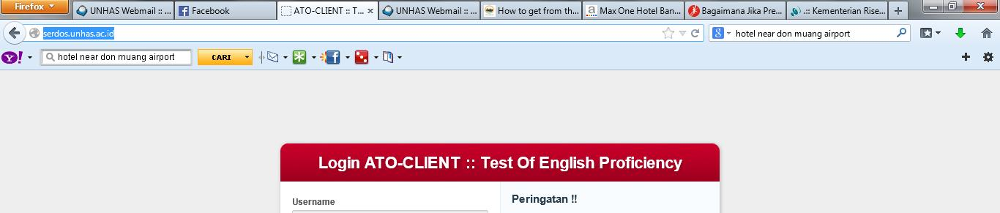 Firefox
UNHAS Webmail :: ...
Facebook
ATO-CLIENT :: T...
UNHAS Webmail :: ...
How to get from th...
Max One Hotel Ban...
Bagaimana Jika Pre...
.:: Kementerian Rise...
serdos.unhas.ac.id
hotel near don muang airport
Y! hotel near don muang airport CARI
Login ATO-CLIENT :: Test Of English Proficiency
Username
Peringatan !!